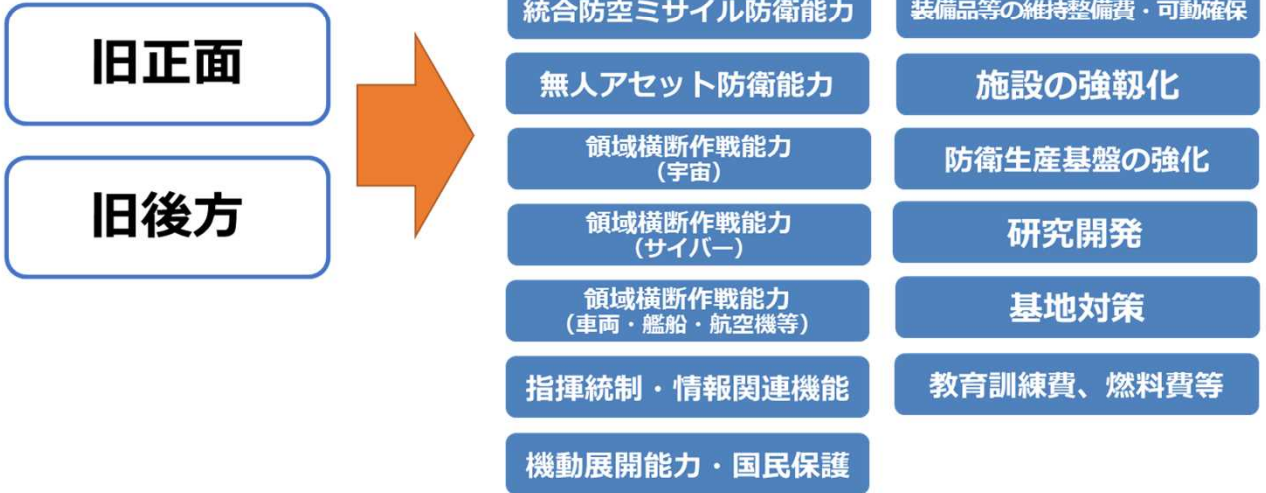 旧正面
旧後方
統合防空ミサイル防衛能力
無人アセット防衛能力
領域横断作戦能力
（宇宙）
領域横断作戦能力
（サイバー）
領域横断作戦能力
（車両・艦船・航空機等）
指揮統制・情報関連機能
機動展開能力・国民保護
装備品等の維持整備費・可動確保
施設の強靱化
防衛生産基盤の強化
研究開発
基地対策
教育訓練費、燃料費等